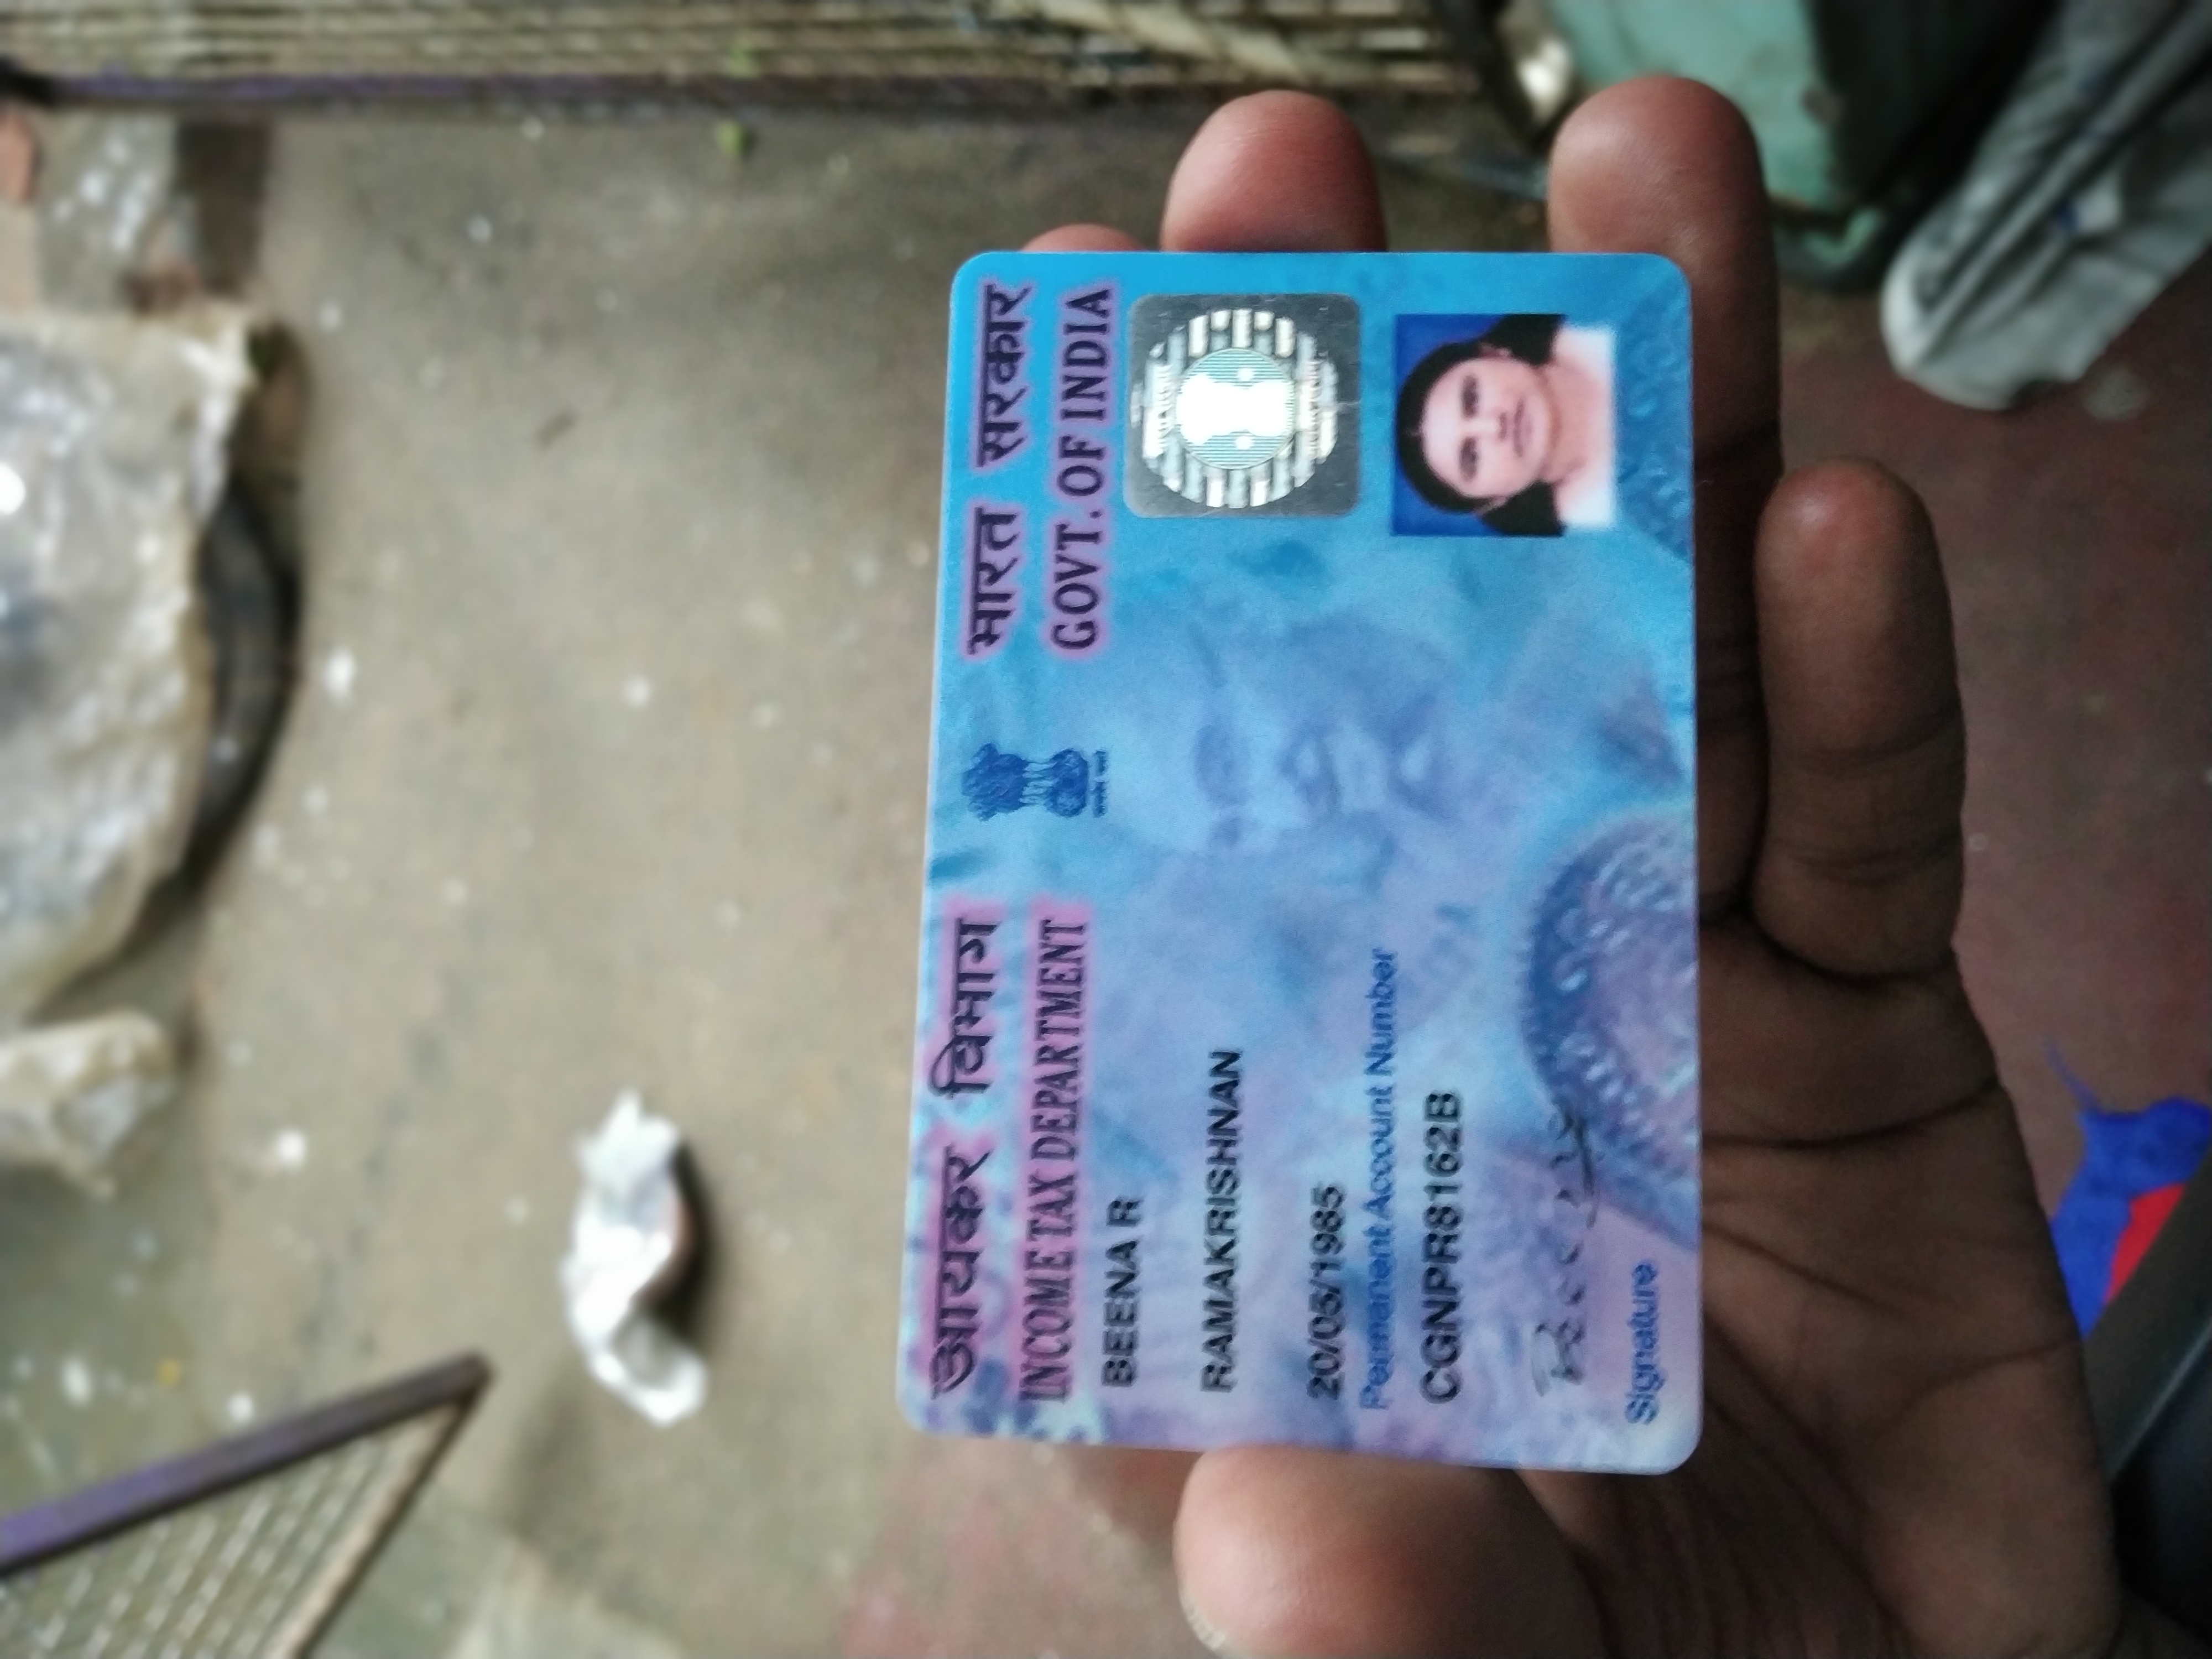 आयकर विभाग
भारत सरकार
INCOME TAX DEPARTMENT
GOVT. OF INDIA
BEENA R
RAMAKRISHNAN
20/05/1985
Permanent Account Number
CGNPR8162B
Signature